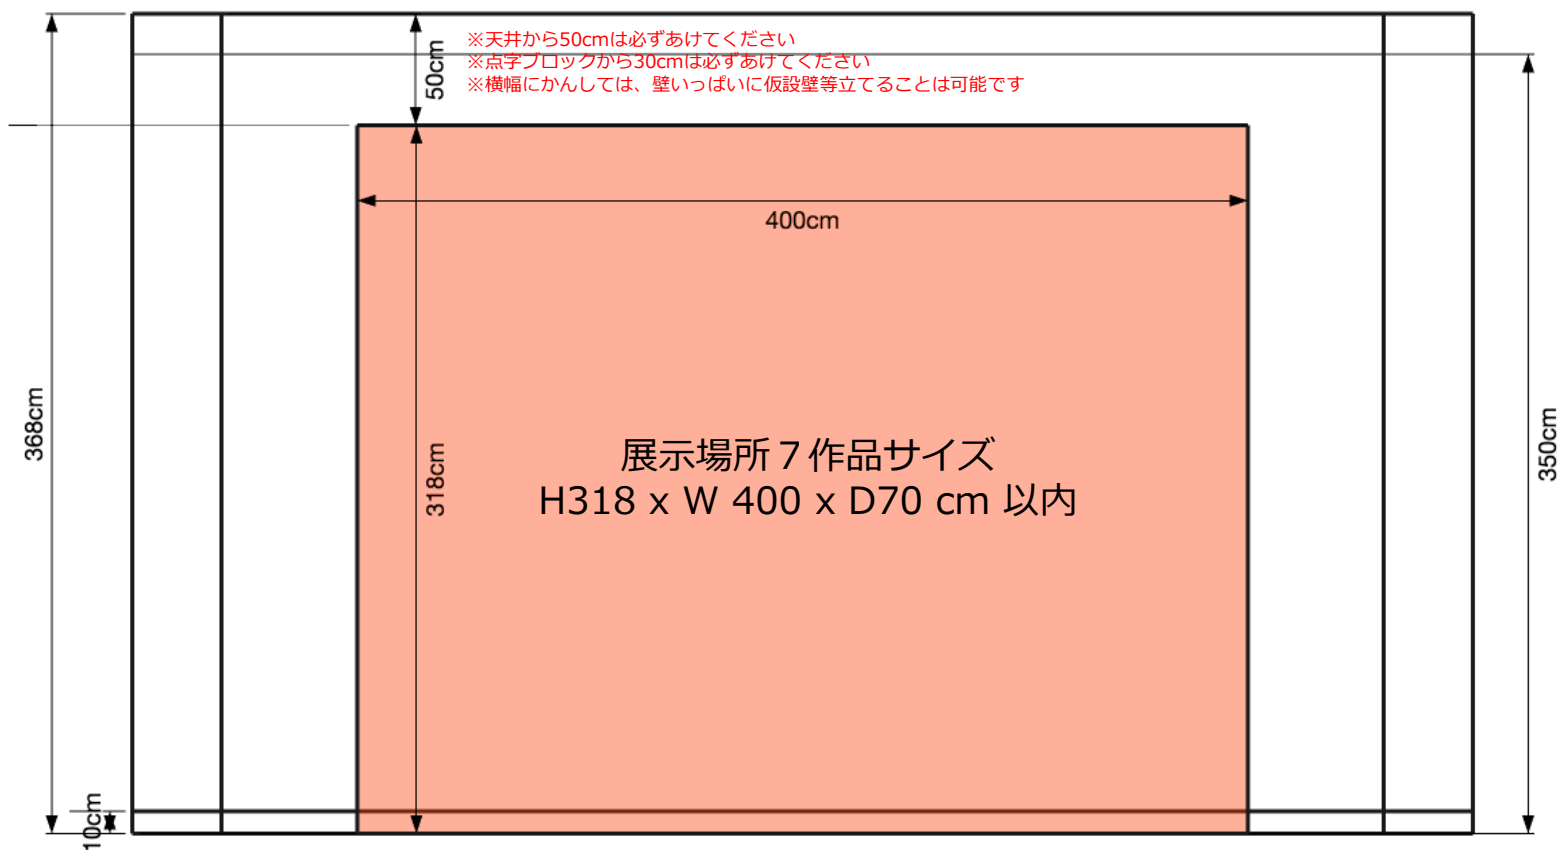 ※天井から50cmは必ずあけてください
※点字ブロックから30cmは必ずあけてください
※横幅にかんしては、壁いっぱいに仮設壁等立てることは可能です
50cm
400cm
368cm
318cm
展示場所７作品サイズ
H318 x W 400 x D70 cm 以内
350cm
10cm